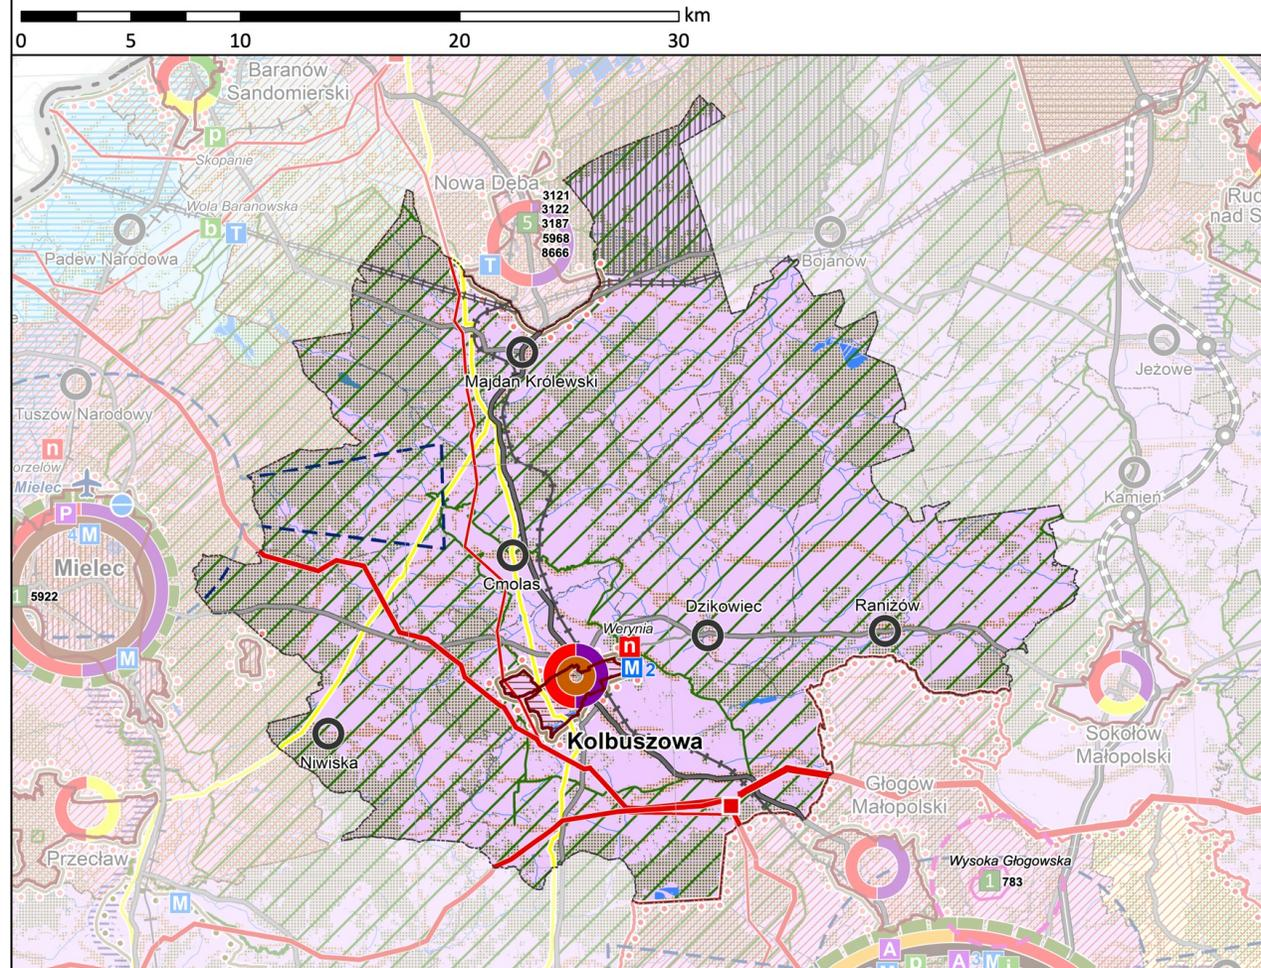 km
0 5 10 20 30
Baranów
Sandomierski
p
Skopanie
Nowa Dęba
3121
3122
3187
5968
8666
5
Wola Baranowska
b T
T
Padew Narodowa
Bojanów
Majdan Królewski
Jeżowe
Tuszów Narodowy
n
Mielec
Kamień
P
4 M
Mielec
1 5922
Cmolas
Dzikowiec
Raniżów
Werynia
n
M 2
M
Kolbuszowa
Niwiska
Sokołów
Małopolski
Głogów
Małopolski
Przecław
Wysoka Głogowska
1 783
M
A
p
A 3 M i